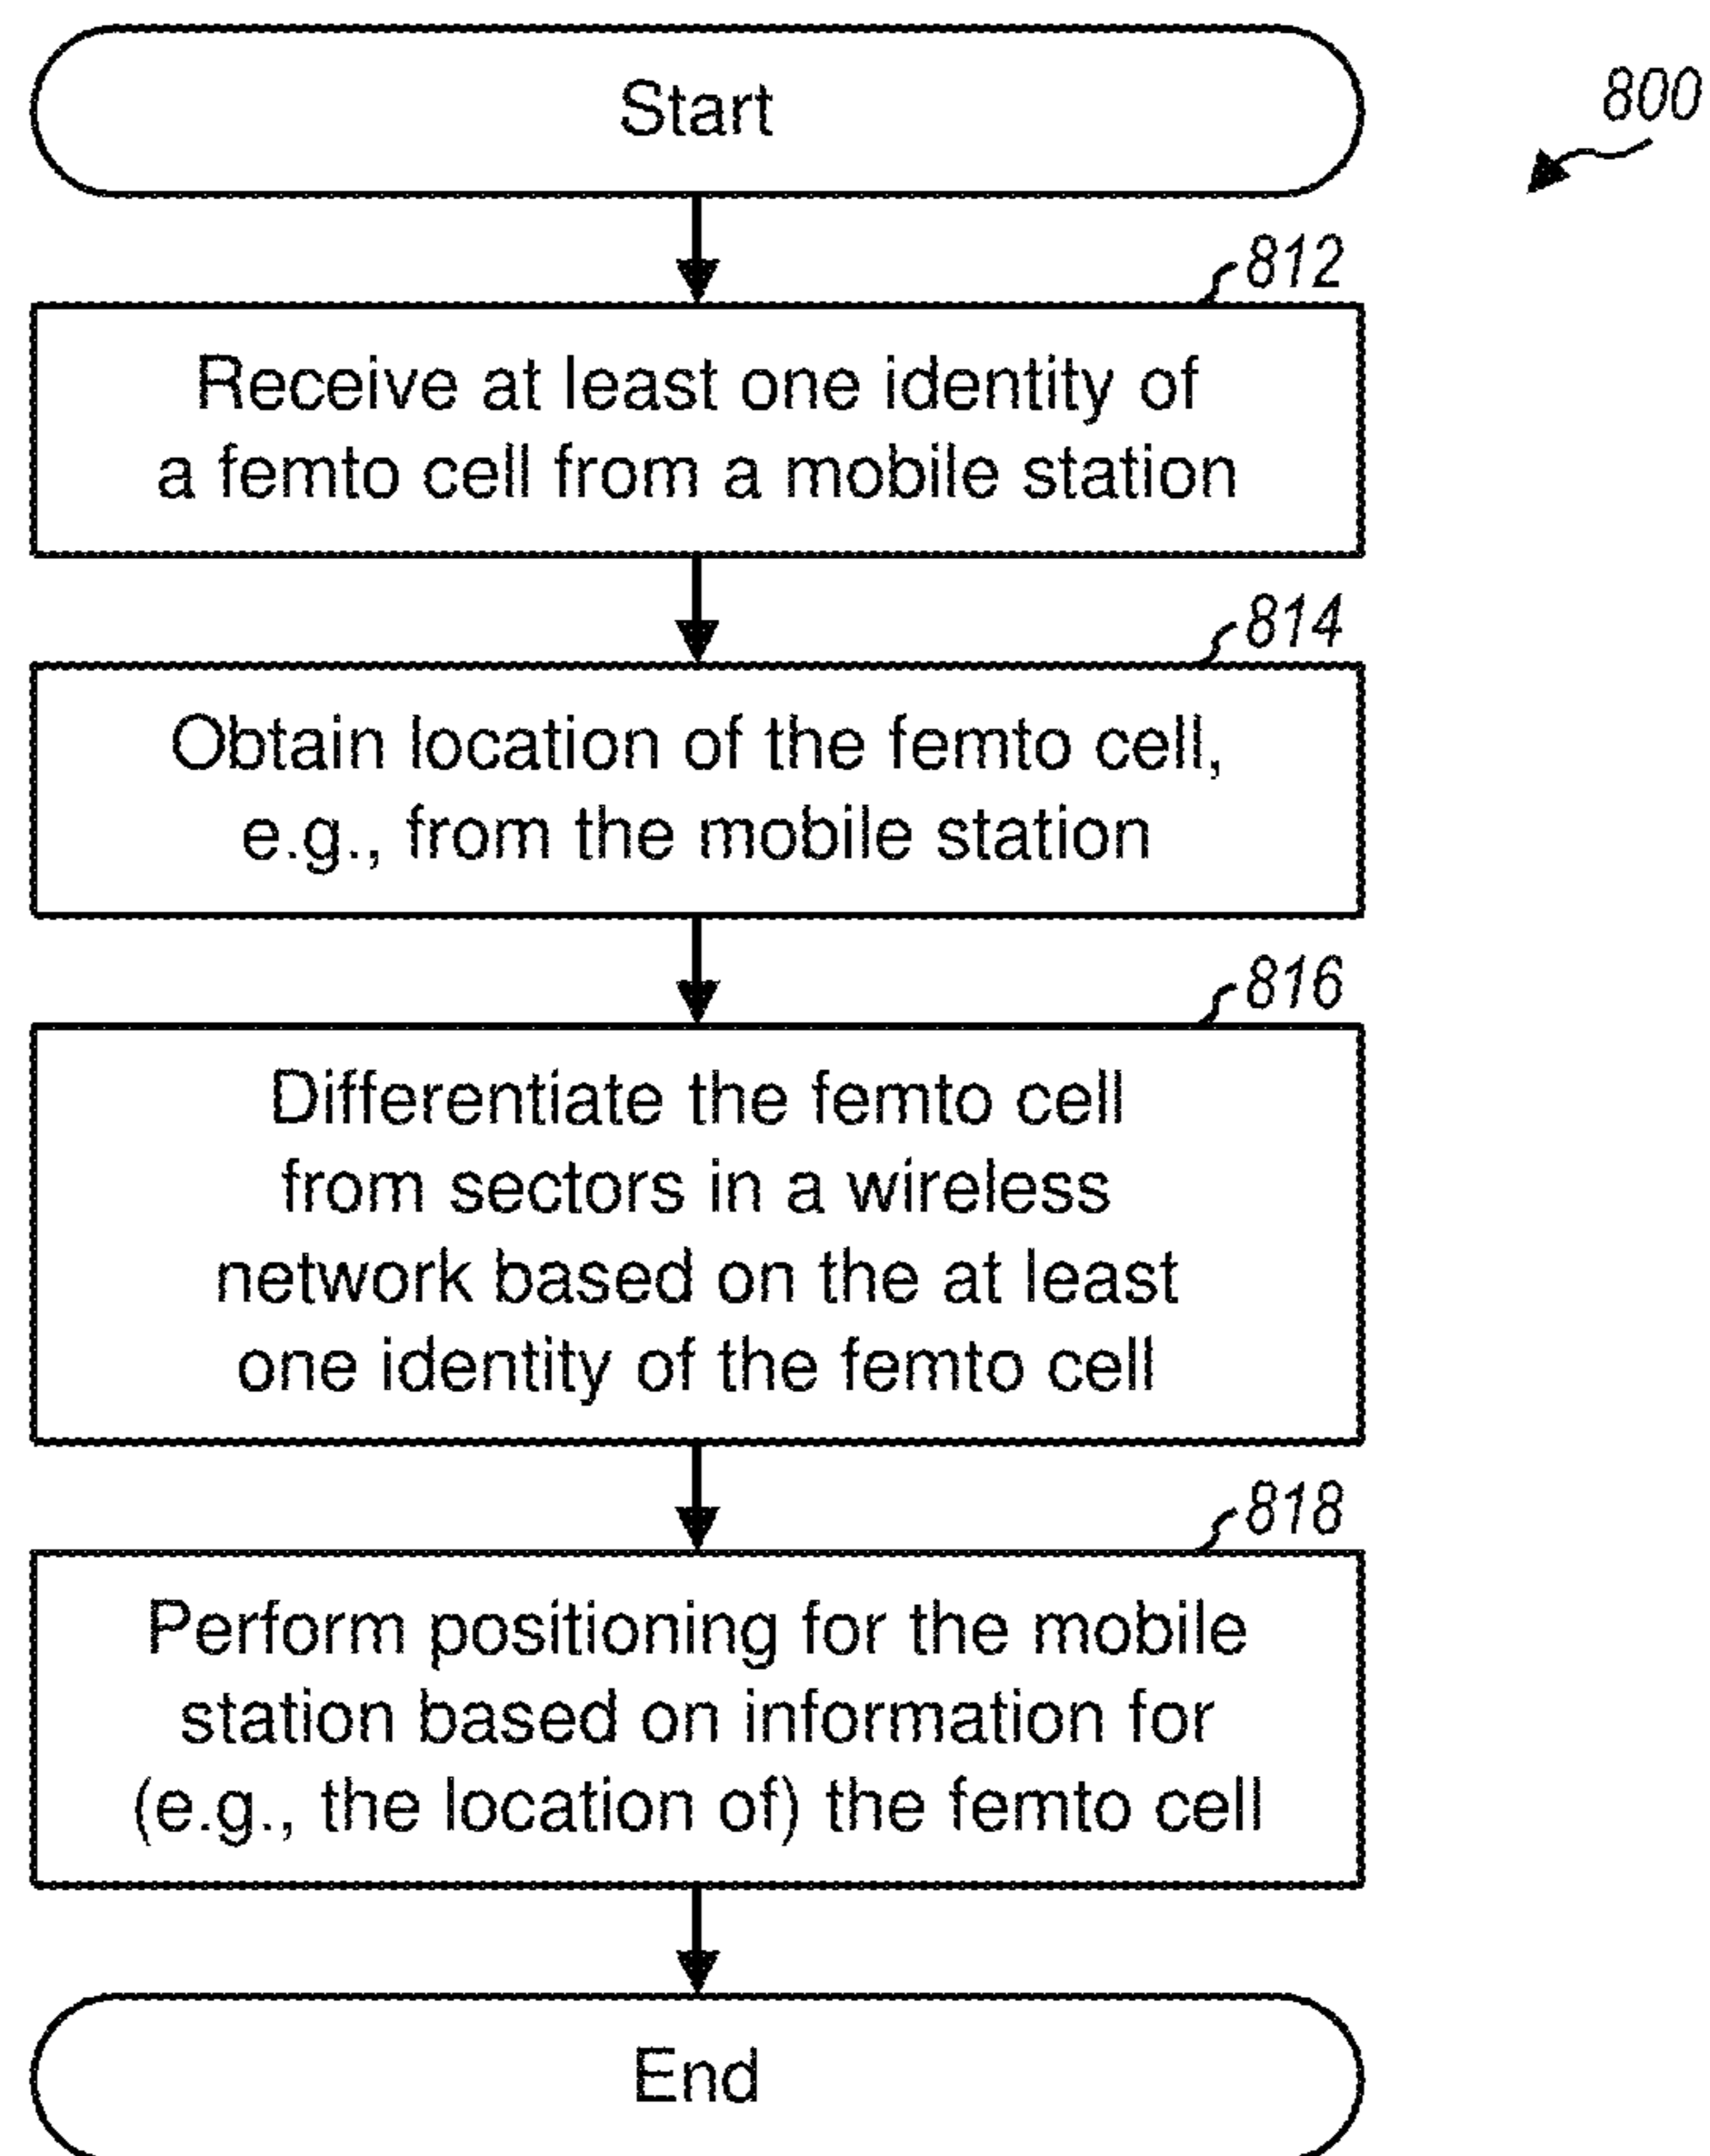 Start
800
812
Receive at least one identity of
a femto cell from a mobile station
814
Obtain location of the femto cell,
e.g., from the mobile station
816
Differentiate the femto cell
from sectors in a wireless
network based on the at least
one identity of the femto cell
818
Perform positioning for the mobile
station based on information for
(e.g., the location of) the femto cell
End